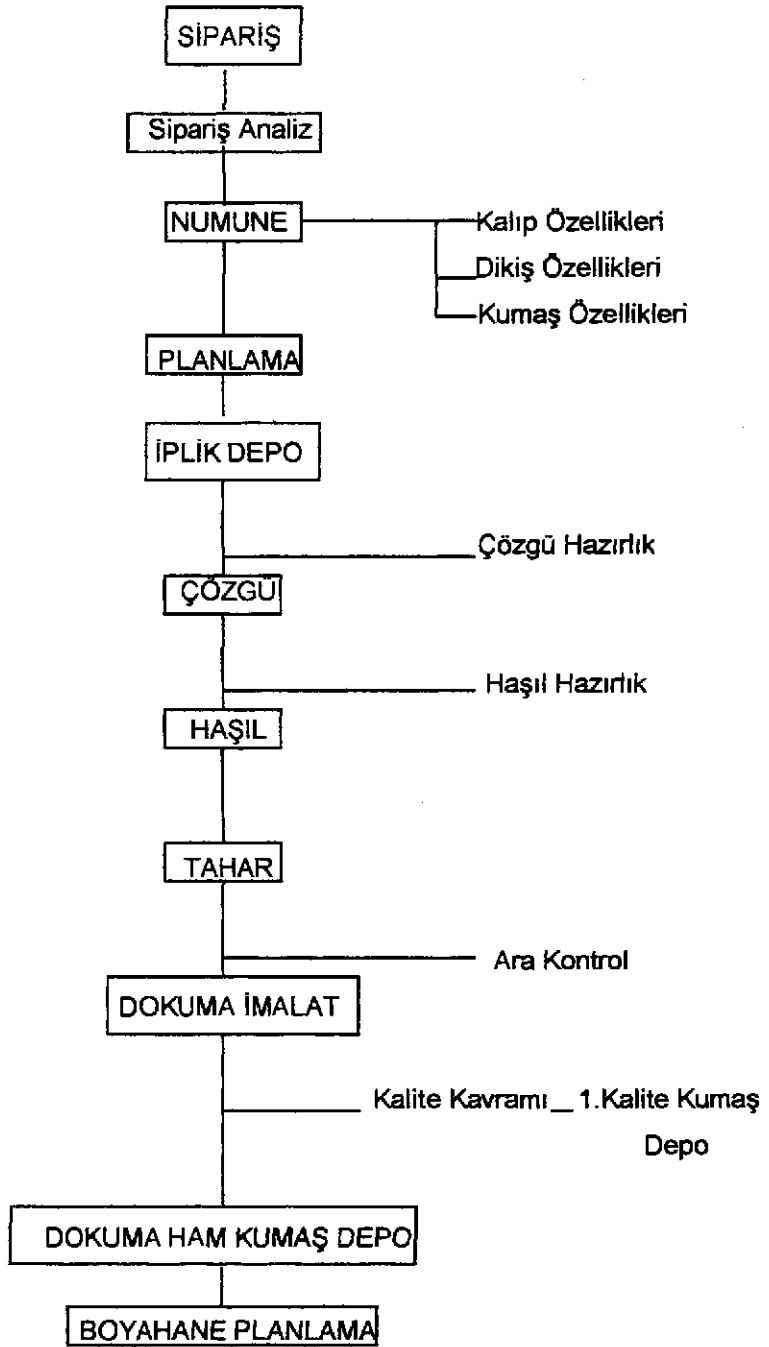 SİPARİŞ
Sipariş Analiz
NUMUNE
Kalıp Özellikleri
Dikiş Özellikleri
Kumaş Özellikleri
PLANLAMA
İPLİK DEPO
Çözgü Hazırlık
ÇÖZGÜ
Haşıl Hazırlık
HAŞIL
TAHAR
Ara Kontrol
DOKUMA İMALAT
Kalite Kavramı _ 1.Kalite Kumaş
Depo
DOKUMA HAM KUMAŞ DEPO
BOYAHANE PLANLAMA